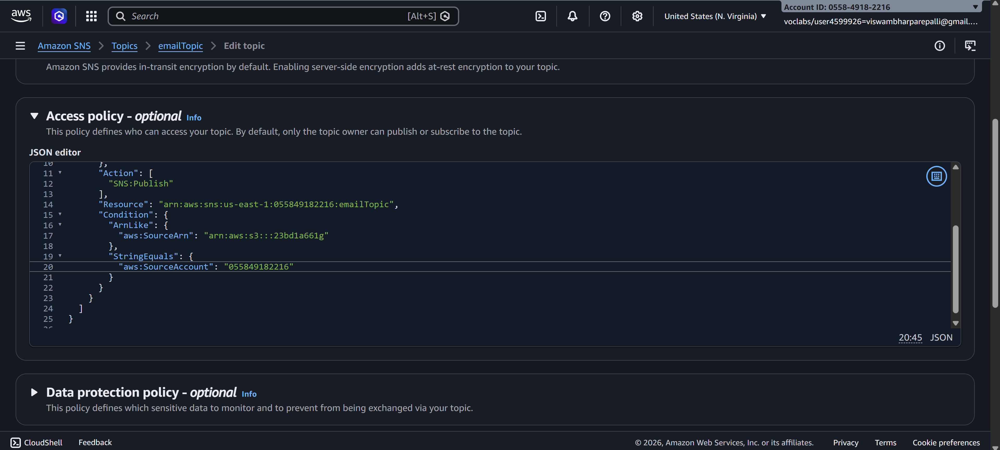 aws
Search
[Alt+S]
United States (N. Virginia)
Account ID: 0558-4918-2216
voclabs/user4599926=viswambharparepalli@gmail....
Amazon SNS
Topics
emailTopic
Edit topic
Amazon SNS provides in-transit encryption by default. Enabling server-side encryption adds at-rest encryption to your topic.
Access policy - optional Info
This policy defines who can access your topic. By default, only the topic owner can publish or subscribe to the topic.
JSON editor
10 },
11 "Action": [
12 "SNS:Publish"
13 ],
14 "Resource": "arn:aws:sns:us-east-1:055849182216:emailTopic",
15 "Condition": {
16 "ArnLike": {
17 "aws:SourceArn": "arn:aws:s3:::23bd1a661g"
18 },
19 "StringEquals": {
20 "aws:SourceAccount": "055849182216"
21 }
22 }
23 }
24 ]
25 }
26
20:45 JSON
Data protection policy - optional Info
This policy defines which sensitive data to monitor and to prevent from being exchanged via your topic.
CloudShell
Feedback
© 2026, Amazon Web Services, Inc. or its affiliates.
Privacy
Terms
Cookie preferences